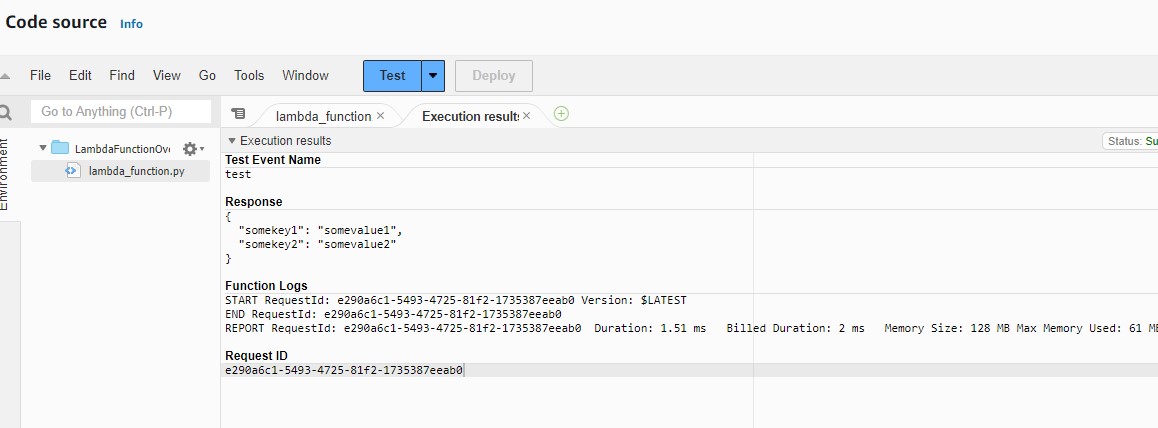 Code source Info
File Edit Find View Go Tools Window Test Deploy
Go to Anything (Ctrl-P)
lambda_function × Execution results ×
Environment
LambdaFunctionOve
lambda_function.py
Execution results
Status: Su
Test Event Name
test
Response
{
"somekey1": "somevalue1",
"somekey2": "somevalue2"
}
Function Logs
START RequestId: e290a6c1-5493-4725-81f2-1735387eeab0 Version: $LATEST
END RequestId: e290a6c1-5493-4725-81f2-1735387eeab0
REPORT RequestId: e290a6c1-5493-4725-81f2-1735387eeab0 Duration: 1.51 ms Billed Duration: 2 ms Memory Size: 128 MB Max Memory Used: 61 MB
Request ID
e290a6c1-5493-4725-81f2-1735387eeab0